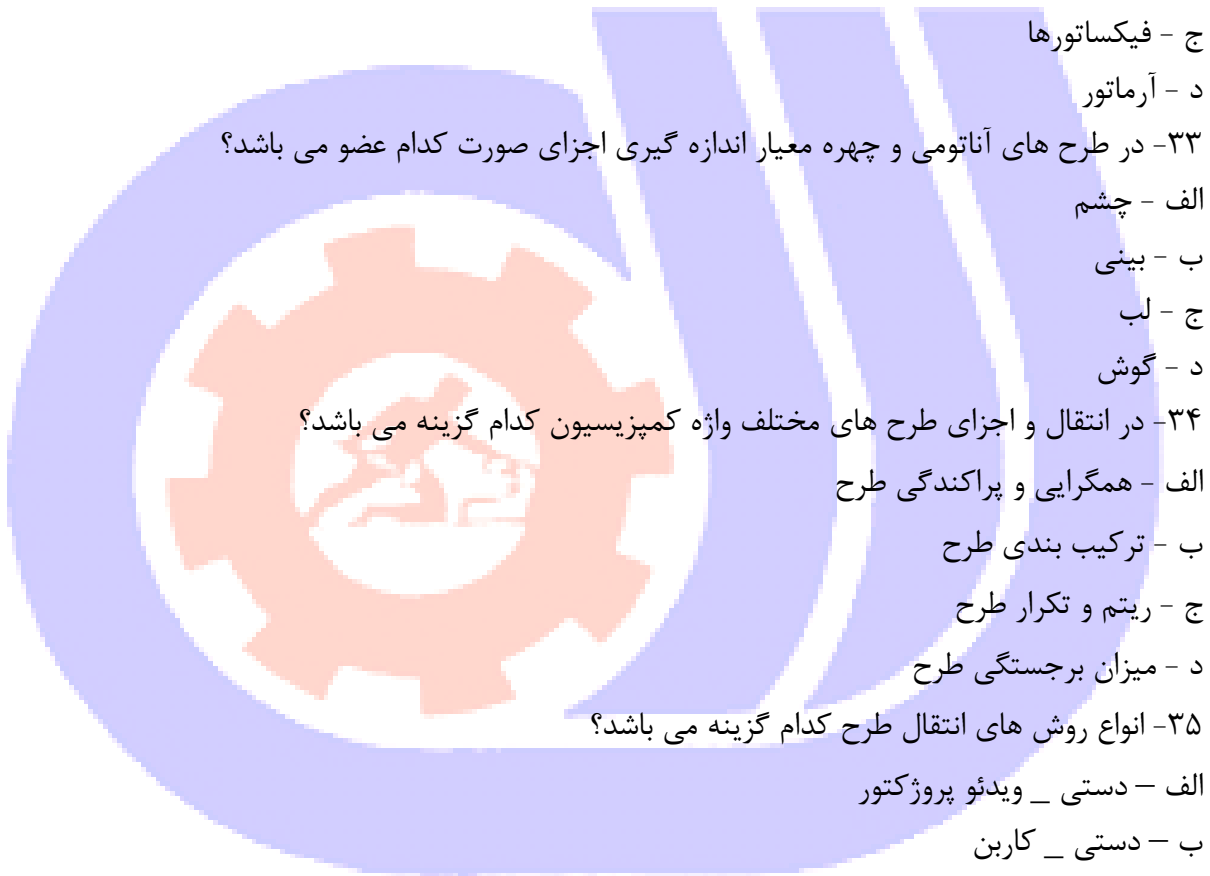 ج - فیکساتورها
د - آرماتور
۳۳- در طرح های آناتومی و چهره معیار اندازه گیری اجزای صورت کدام عضو می باشد؟
الف - چشم
ب - بینی
ج - لب
د - گوش
۳۴- در انتقال و اجزای طرح های مختلف واژه کمپزیسیون کدام گزینه می باشد؟
الف - همگرایی و پراکندگی طرح
ب - ترکیب بندی طرح
ج - ریتم و تکرار طرح
د - میزان برجستگی طرح
۳۵- انواع روش های انتقال طرح کدام گزینه می باشد؟
الف – دستی _ ویدئو پروژکتور
ب – دستی _ کاربن